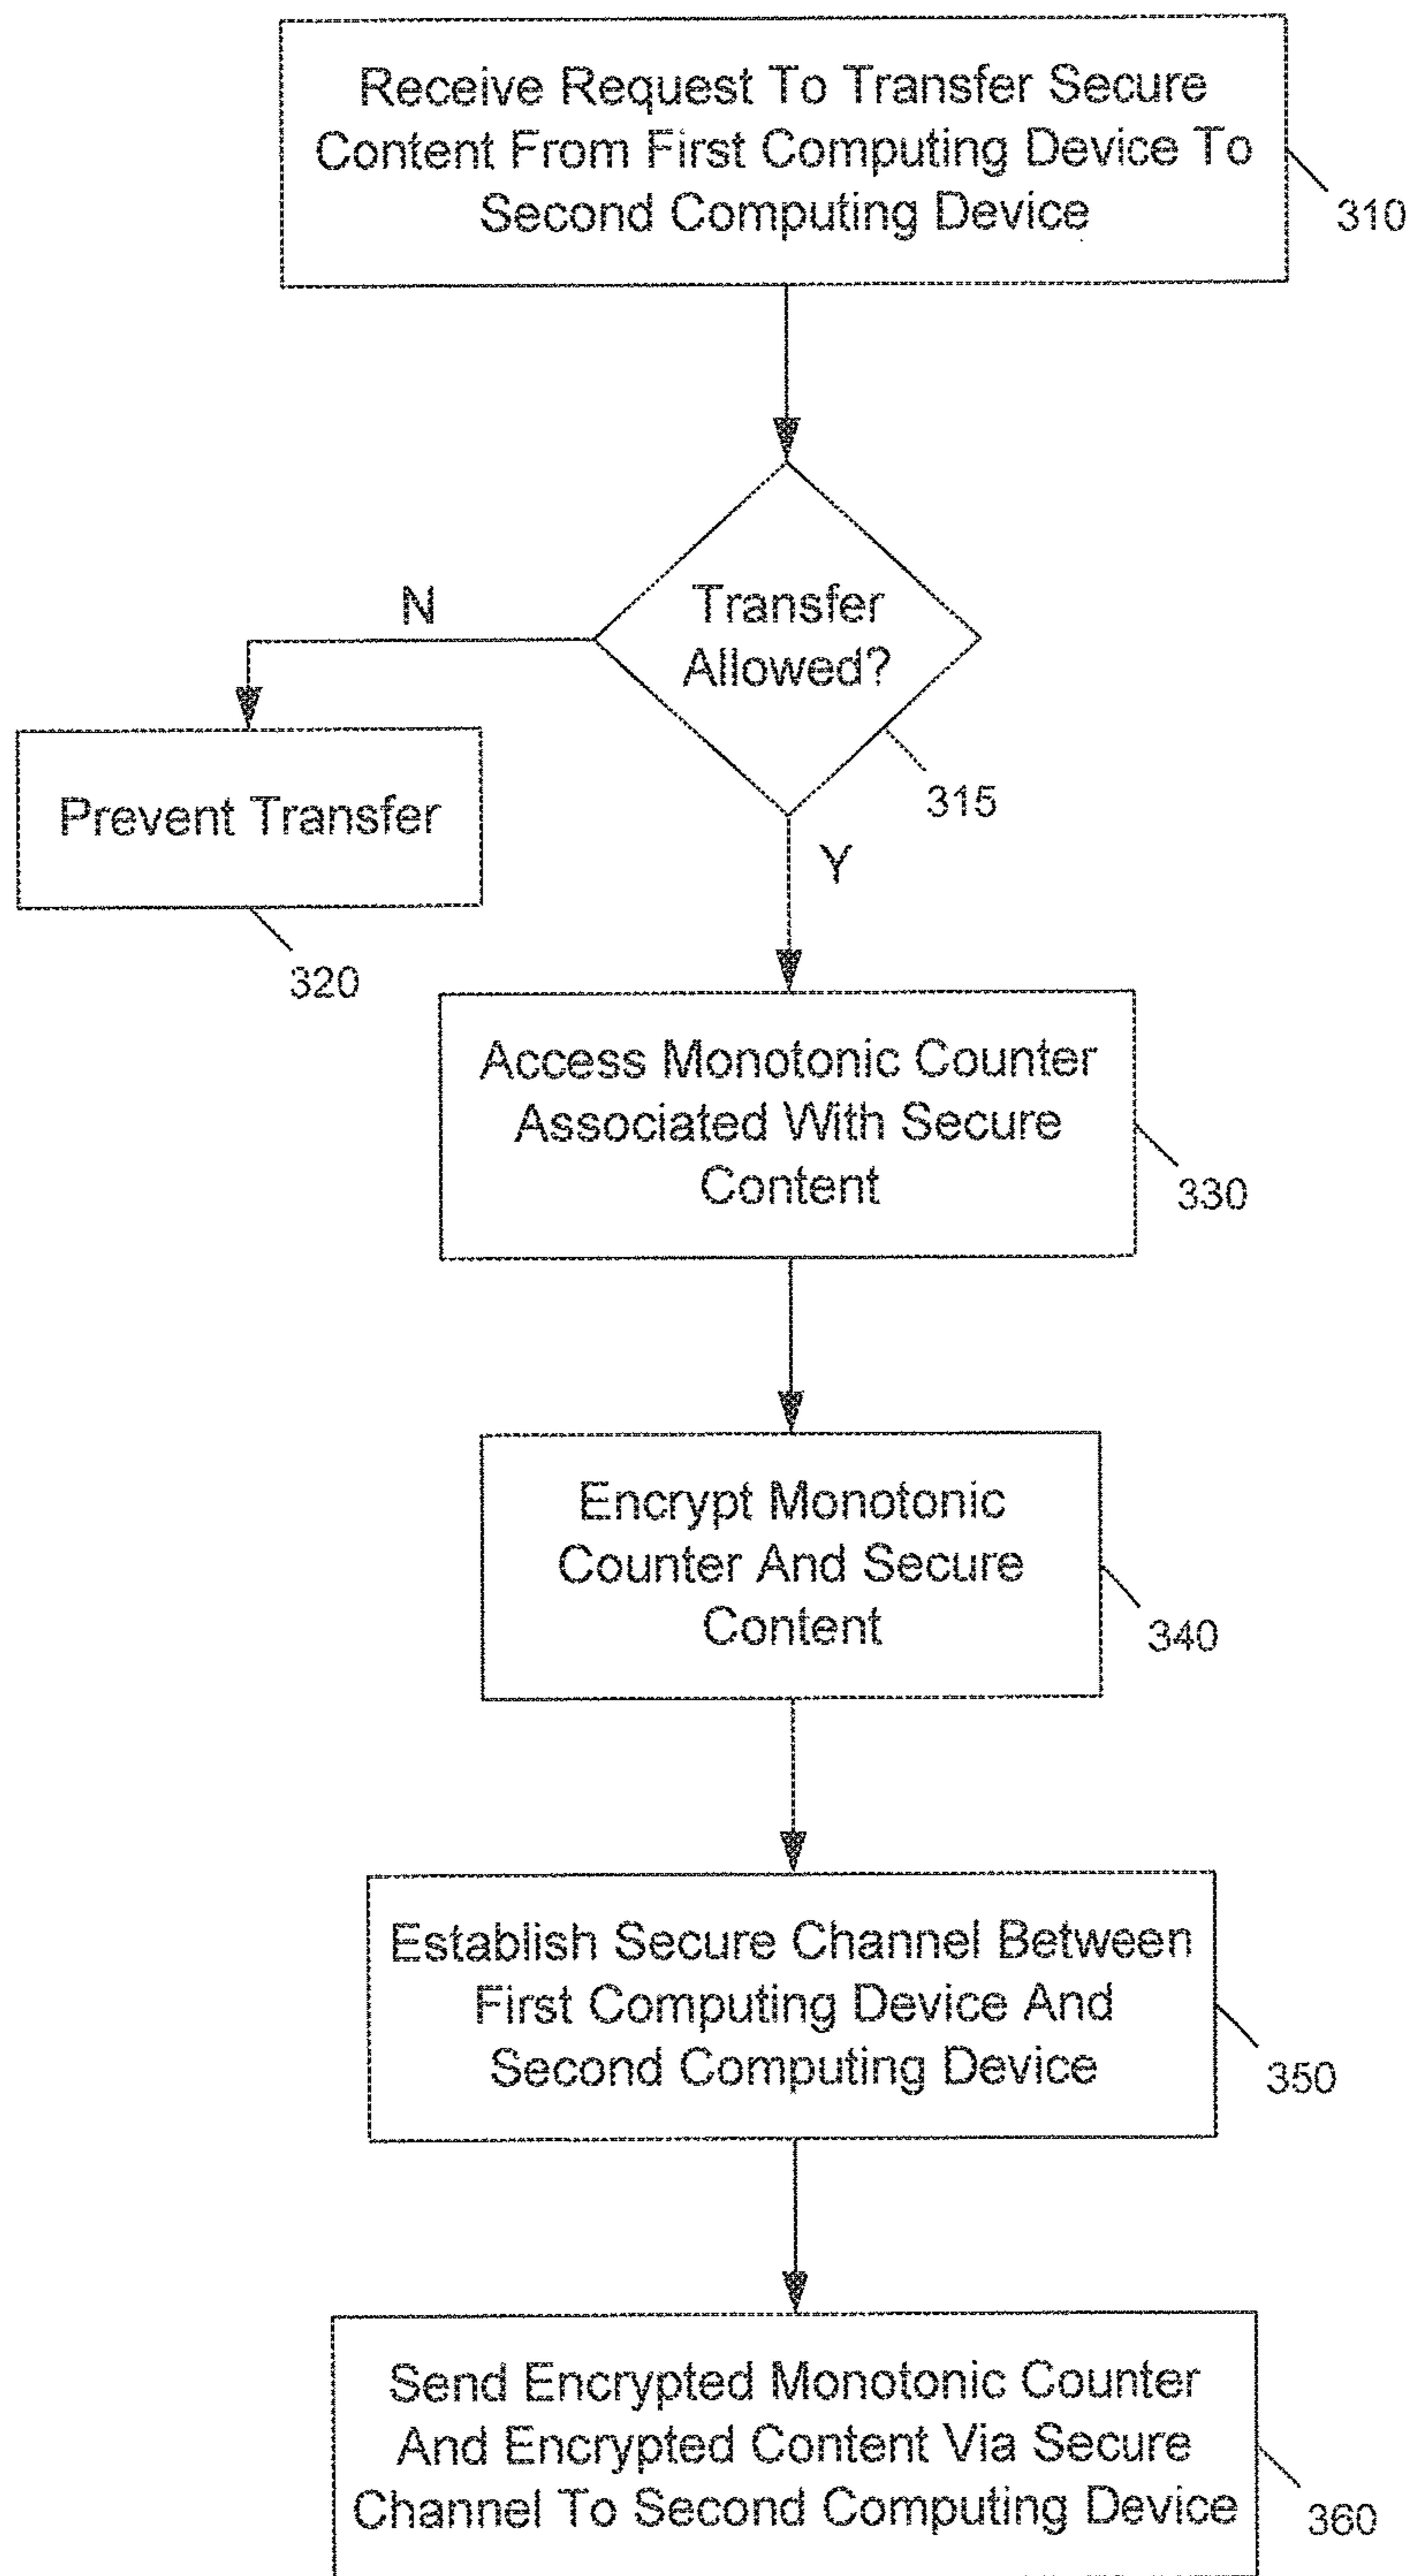 Receive Request To Transfer Secure
Content From First Computing Device To
Second Computing Device
310
Transfer
Allowed?
315
N
Prevent Transfer
320
Y
Access Monotonic Counter
Associated With Secure
Content
330
Encrypt Monotonic
Counter And Secure
Content
340
Establish Secure Channel Between
First Computing Device And
Second Computing Device
350
Send Encrypted Monotonic Counter
And Encrypted Content Via Secure
Channel To Second Computing Device
360